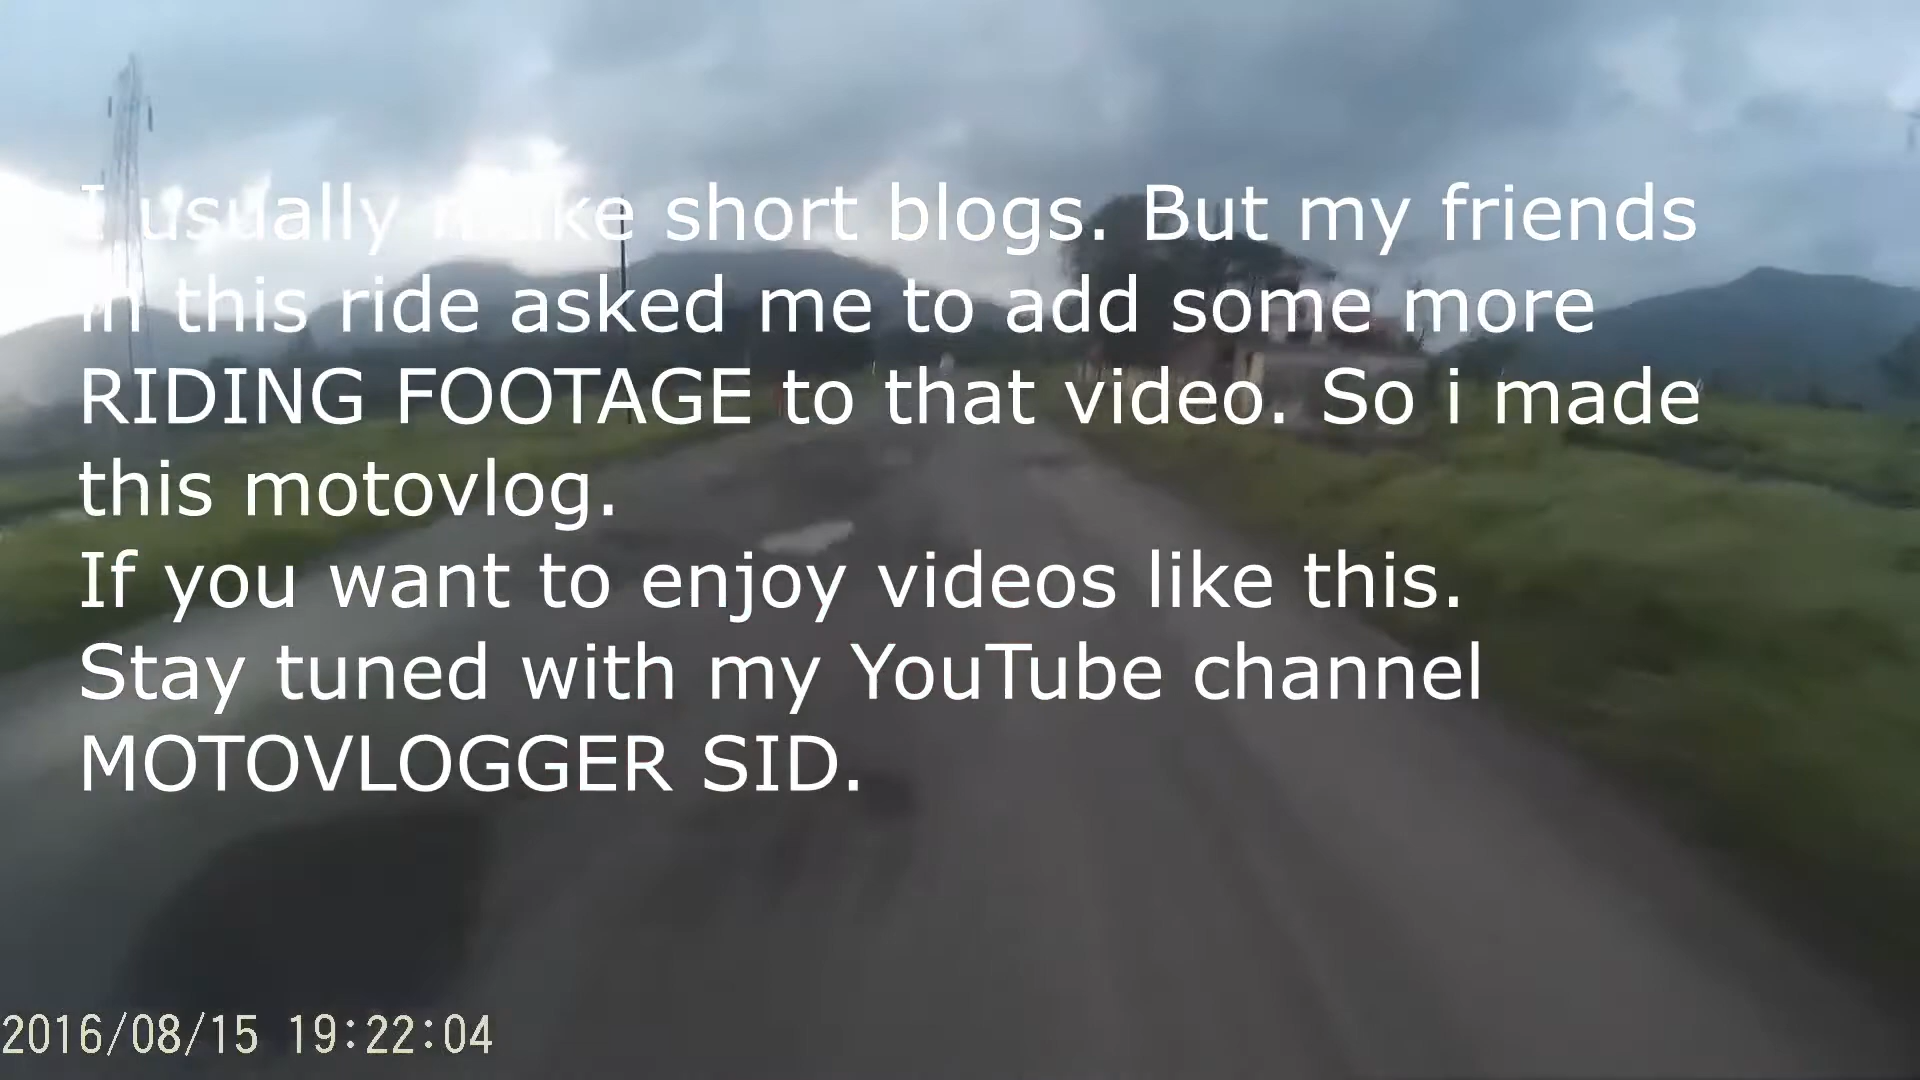 I usually make short blogs. But my friends
in this ride asked me to add some more
RIDING FOOTAGE to that video. So i made
this motovlog.
If you want to enjoy videos like this.
Stay tuned with my YouTube channel
MOTOVLOGGER SID.
2016/08/15 19:22:04